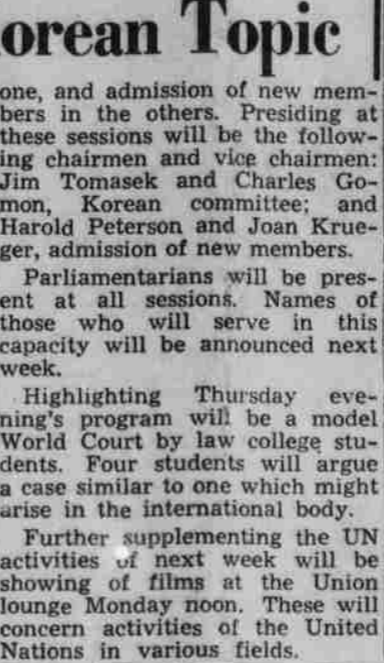 orean Topic
one, and admission of new mem-
bers in the others. Presiding at
these sessions will be the follow-
ing chairmen and vice chairmen:
Jim Tomasek and Charles Go-
mon, Korean committee; and
Harold Peterson and Joan Krue-
ger, admission of new members.
Parliamentarians will be pres-
ent at all sessions. Names of
those who will serve in this
capacity will be announced next
week.
Highlighting Thursday eve-
ning's program will be a model
World Court by law college stu-
dents. Four students will argue
a case similar to one which might
arise in the international body.
Further supplementing the UN
activities of next week will be
showing of films at the Union
lounge Monday noon. These will
concern activities of the United
Nations in various fields.